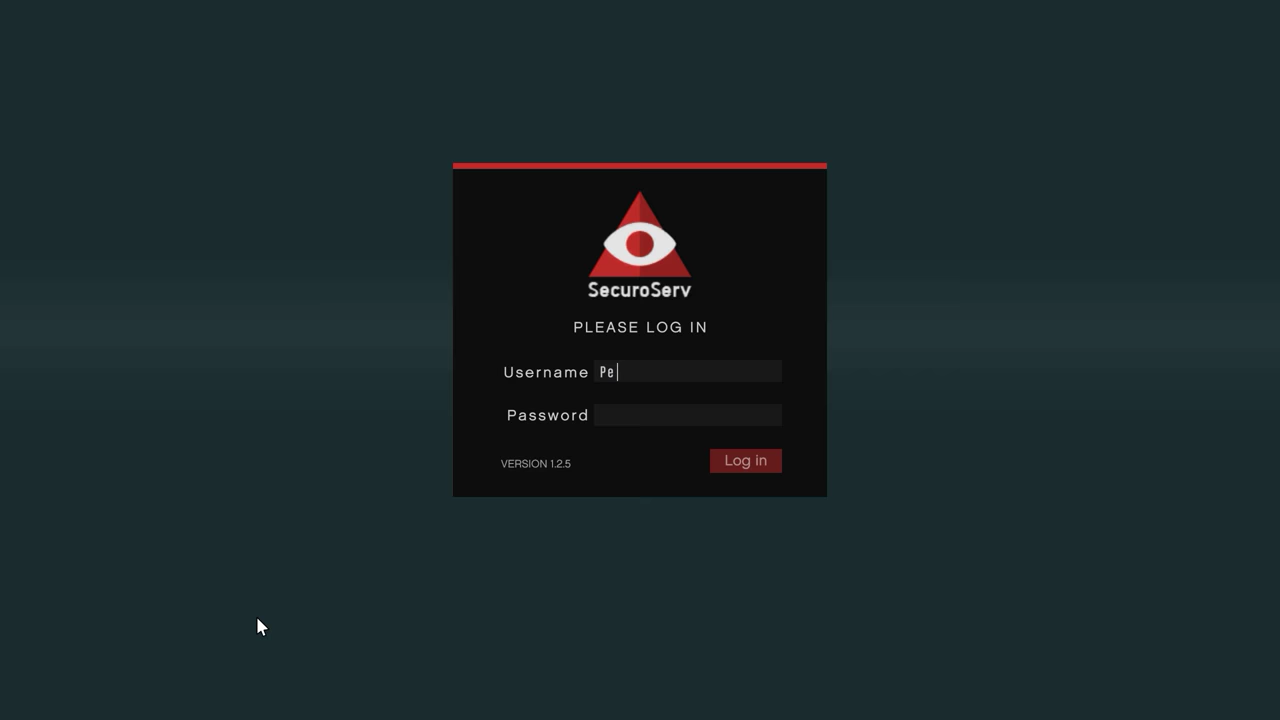 SecuroServ
PLEASE LOG IN
Username Pe
Password
VERSION 1.2.5 Log in